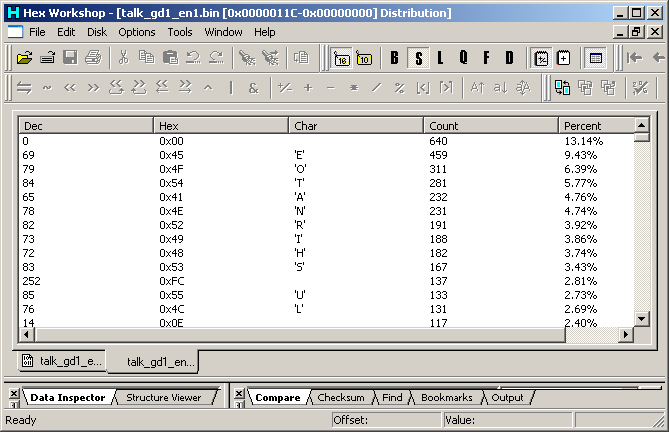 Hex Workshop - [talk_gd1_en1.bin [0x0000011C-0x00000000] Distribution]
File Edit Disk Options Tools Window Help
16 10 B S L Q F D
Dec Hex Char Count Percent
0 0x00 640 13.14%
69 0x45 'E' 459 9.43%
79 0x4F 'O' 311 6.39%
84 0x54 'T' 281 5.77%
65 0x41 'A' 232 4.76%
78 0x4E 'N' 231 4.74%
82 0x52 'R' 191 3.92%
73 0x49 'I' 188 3.86%
72 0x48 'H' 182 3.74%
83 0x53 'S' 167 3.43%
252 0xFC 137 2.81%
85 0x55 'U' 133 2.73%
76 0x4C 'L' 131 2.69%
14 0x0E 117 2.40%
talk_gd1_e... talk_gd1_en...
Data Inspector Structure Viewer Compare Checksum Find Bookmarks Output
Ready Offset: Value: